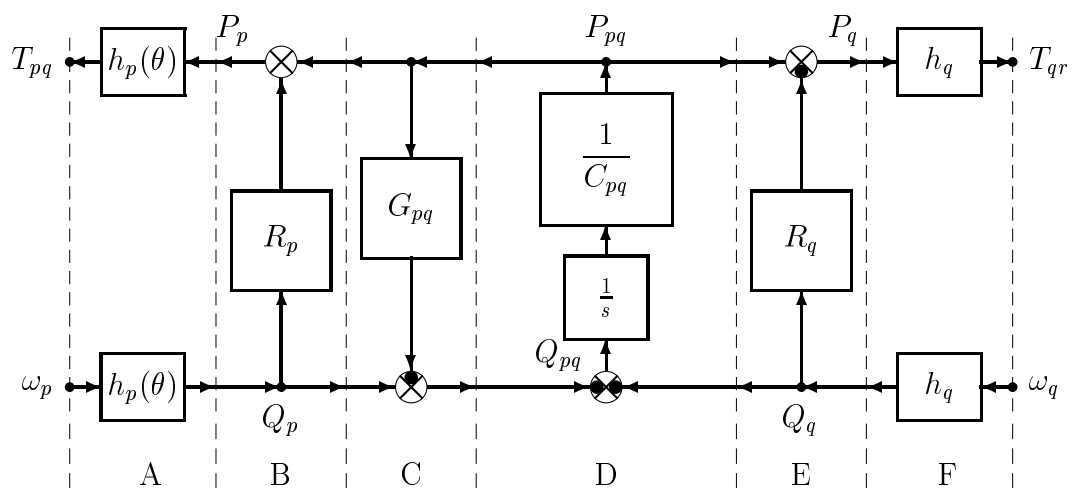 P_p P_pq P_q
T_pq h_p(θ) h_q T_qr
1
C_pq
G_pq
R_p R_q
1
s
Q_pq
ω_p h_p(θ) h_q ω_q
Q_p Q_q
A B C D E F